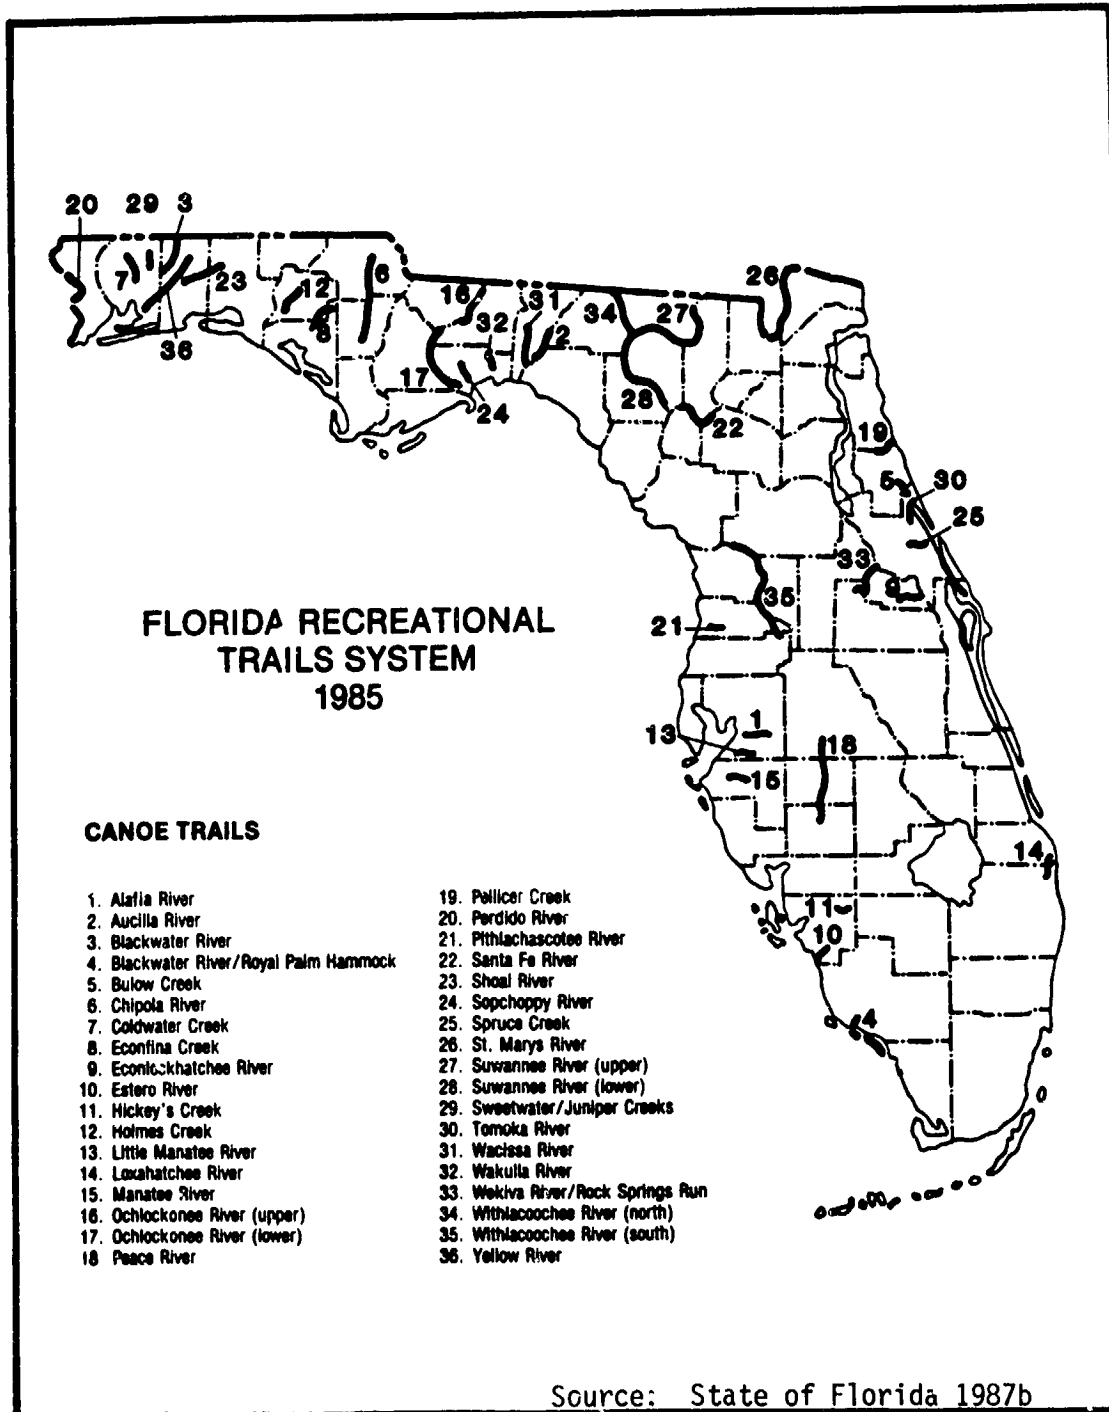 20 29 3
26
7 23 12 6 16 31 34 27
36 8 32 2
17 28
24 22
19
5 30
25
33
9
35
21
FLORIDA RECREATIONAL
TRAILS SYSTEM
1985
1
13 18
15
14
11
10
4
CANOE TRAILS
1. Alafia River
2. Aucilla River
3. Blackwater River
4. Blackwater River/Royal Palm Hammock
5. Bulow Creek
6. Chipola River
7. Coldwater Creek
8. Econfina Creek
9. Econlockhatchee River
10. Estero River
11. Hickey's Creek
12. Holmes Creek
13. Little Manatee River
14. Loxahatchee River
15. Manatee River
16. Ochlockonee River (upper)
17. Ochlockonee River (lower)
18 Peace River
19. Pellicer Creek
20. Perdido River
21. Pithlachascotee River
22. Santa Fe River
23. Shoal River
24. Sopchoppy River
25. Spruce Creek
26. St. Marys River
27. Suwannee River (upper)
28. Suwannee River (lower)
29. Sweetwater/Juniper Creeks
30. Tomoka River
31. Wacissa River
32. Wakulla River
33. Wekiva River/Rock Springs Run
34. Withlacoochee River (north)
35. Withlacoochee River (south)
36. Yellow River
Source: State of Florida 1987b